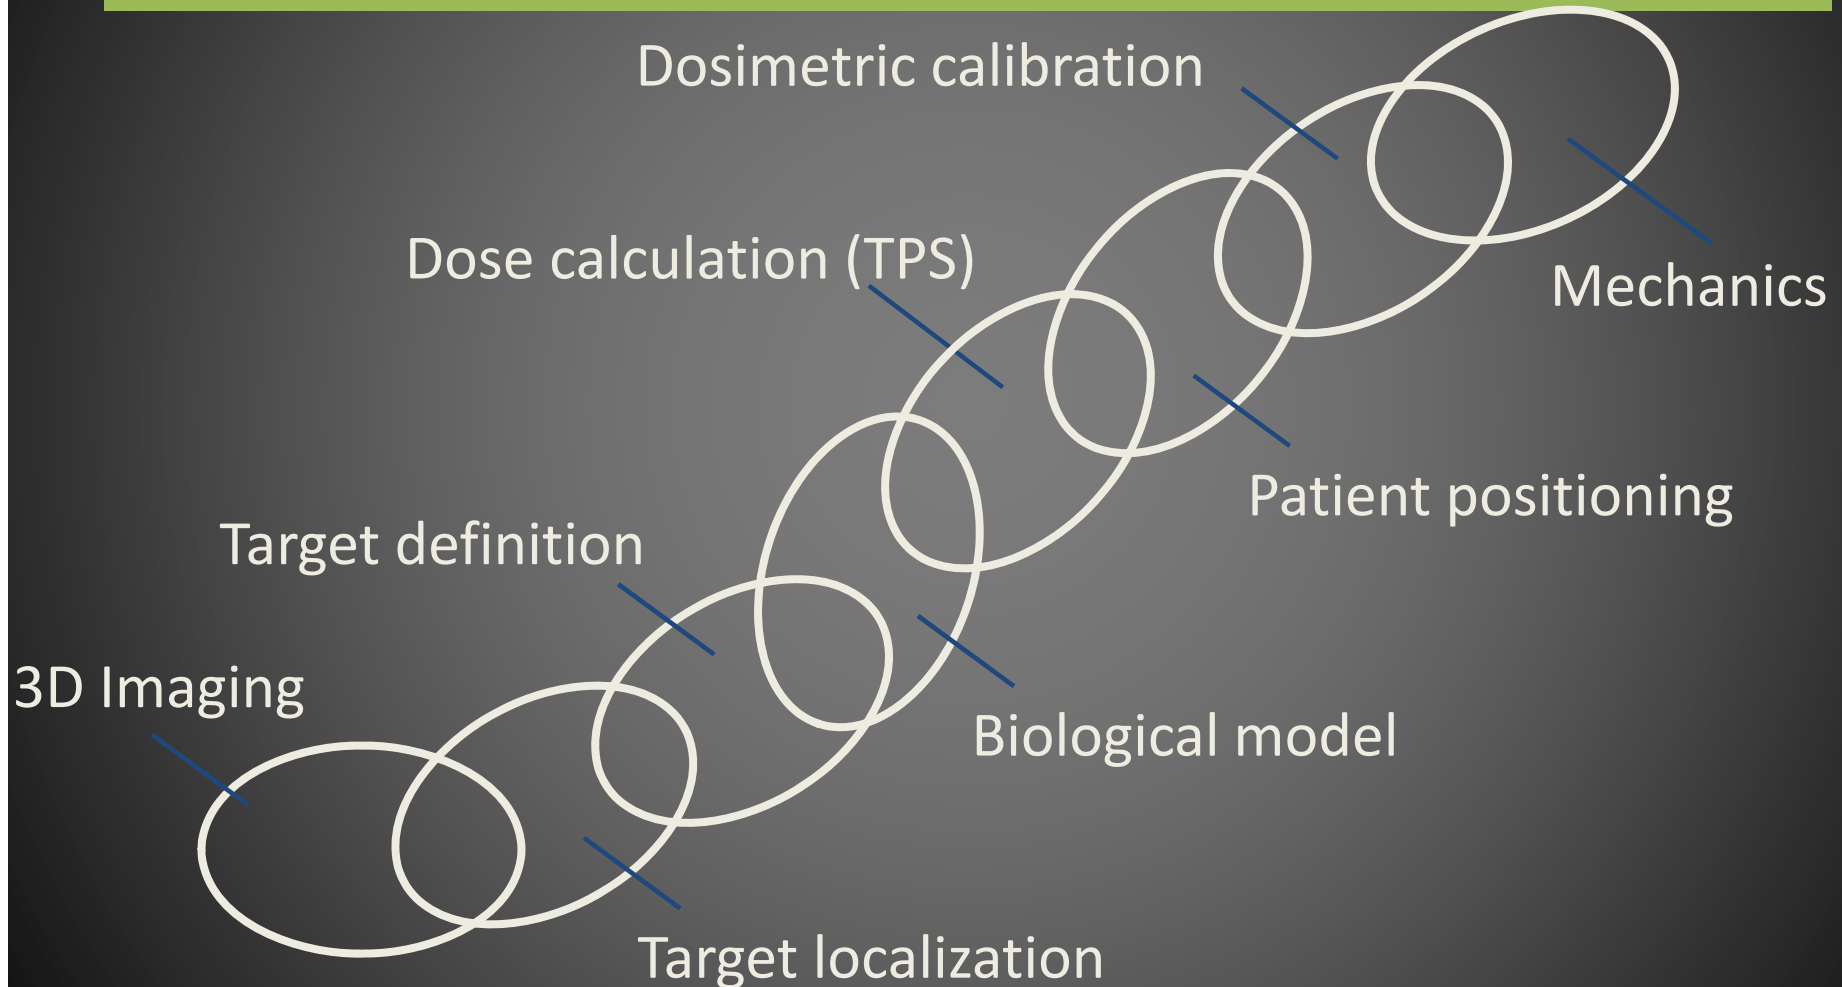 Dosimetric calibration
Dose calculation (TPS)
Mechanics
Patient positioning
Target definition
3D Imaging
Biological model
Target localization